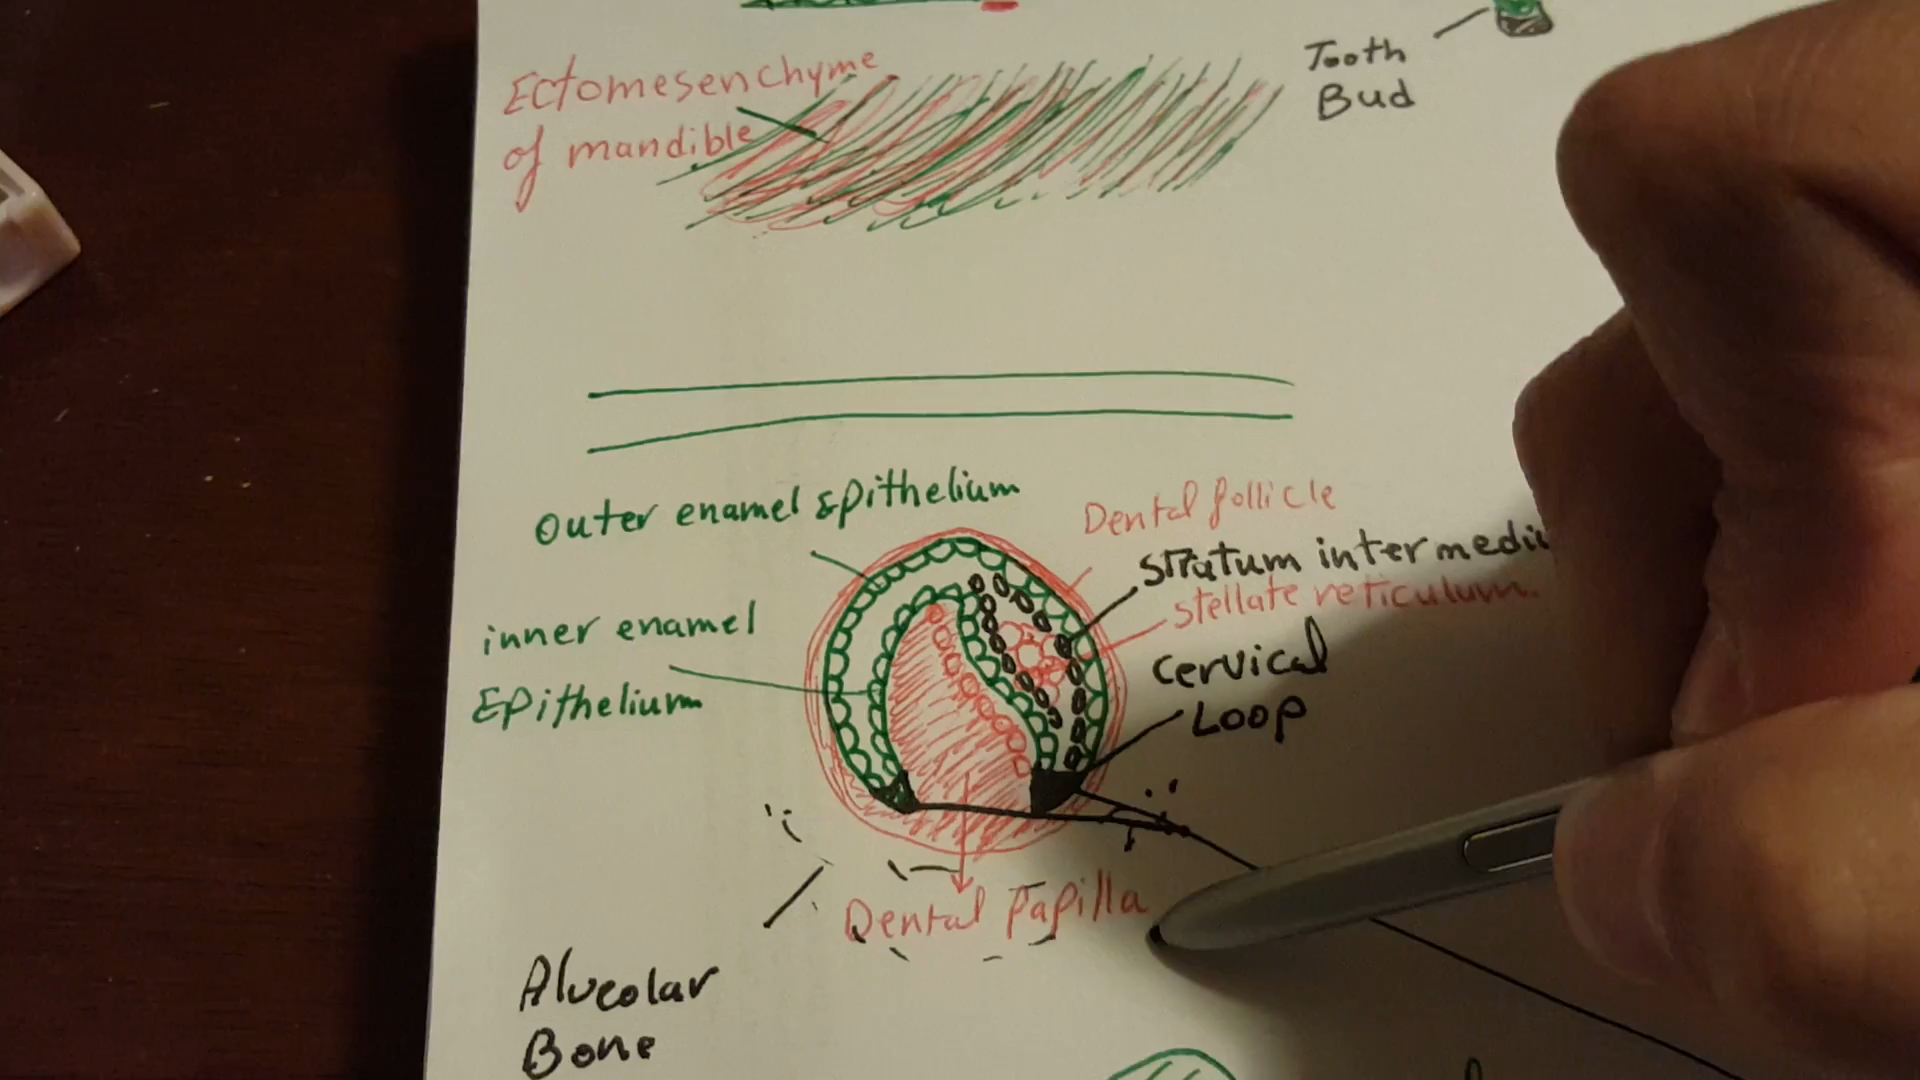 Ectomesenchyme
of mandible
Tooth
Bud
Outer enamel Epithelium
Dental follicle
Stratum intermediu
stellate reticulum.
inner enamel
Epithelium
Cervical
Loop
Dental Papilla
Alveolar
Bone